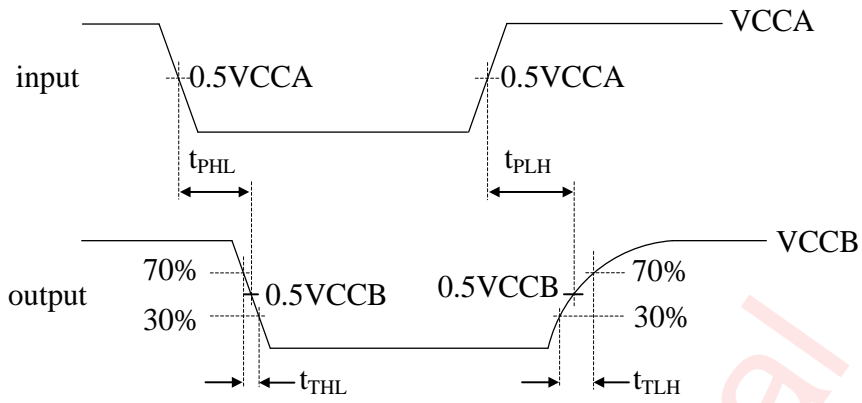 VCCA
input
0.5VCCA
0.5VCCA
tPHL
tPLH
VCCB
70%
70%
output
0.5VCCB
0.5VCCB
30%
30%
tTHL
tTLH